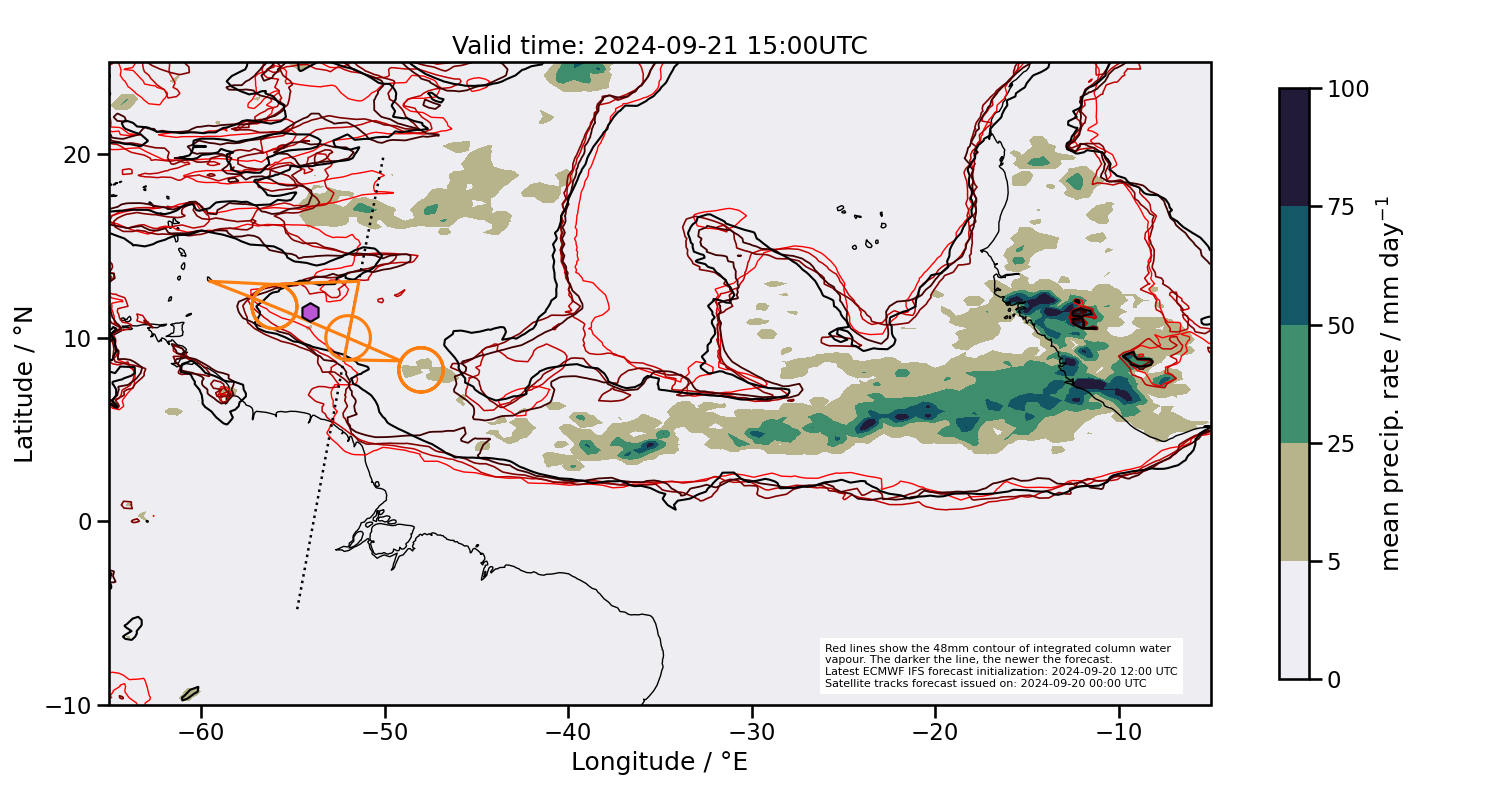 Valid time: 2024-09-21 15:00UTC
20
10
0
−10
Latitude / °N
−60
−50
−40
−30
−20
−10
Longitude / °E
Red lines show the 48mm contour of integrated column water
vapour. The darker the line, the newer the forecast.
Latest ECMWF IFS forecast initialization: 2024-09-20 12:00 UTC
Satellite tracks forecast issued on: 2024-09-20 00:00 UTC
100
75
50
25
5
0
mean precip. rate / mm day⁻¹